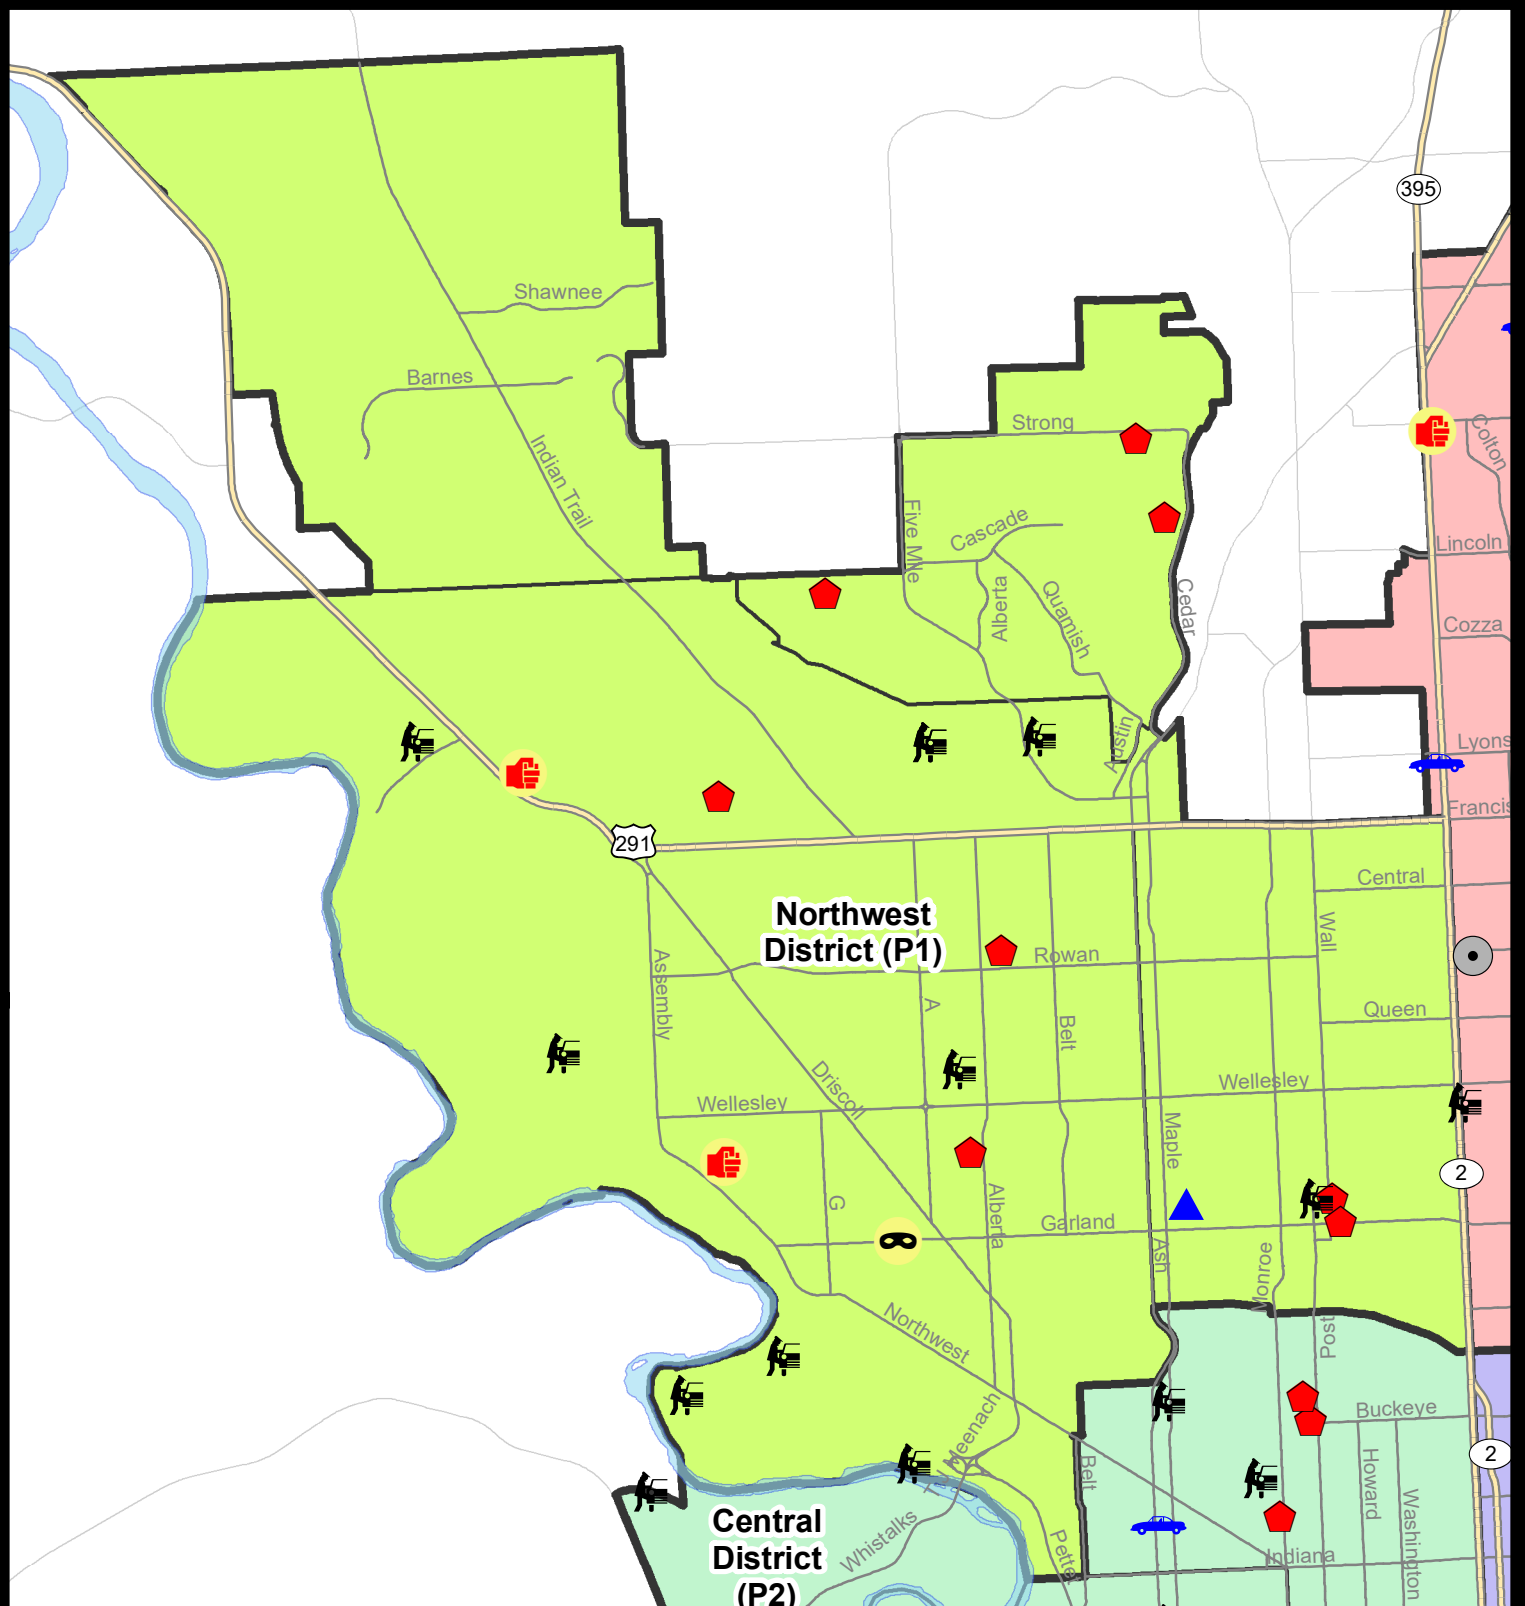 395
Shawnee
Barnes
Strong
Colton
Indian Trail
Five Mile
Cascade
Lincoln
Alberta
Quamish
Cedar
Cozza
Austin
Lyons
Francis
291
Central
Northwest
District (P1)
Wall
Rowan
Assembly
A
Belt
Queen
Driscoll
Wellesley
Wellesley
Maple
2
G
Alberta
Garland
Ash
Monroe
Northwest
Post
Buckeye
Meenach
Belt
Howard
2
Washington
Central
District
(P2)
Whistalks
Pettet
Indiana